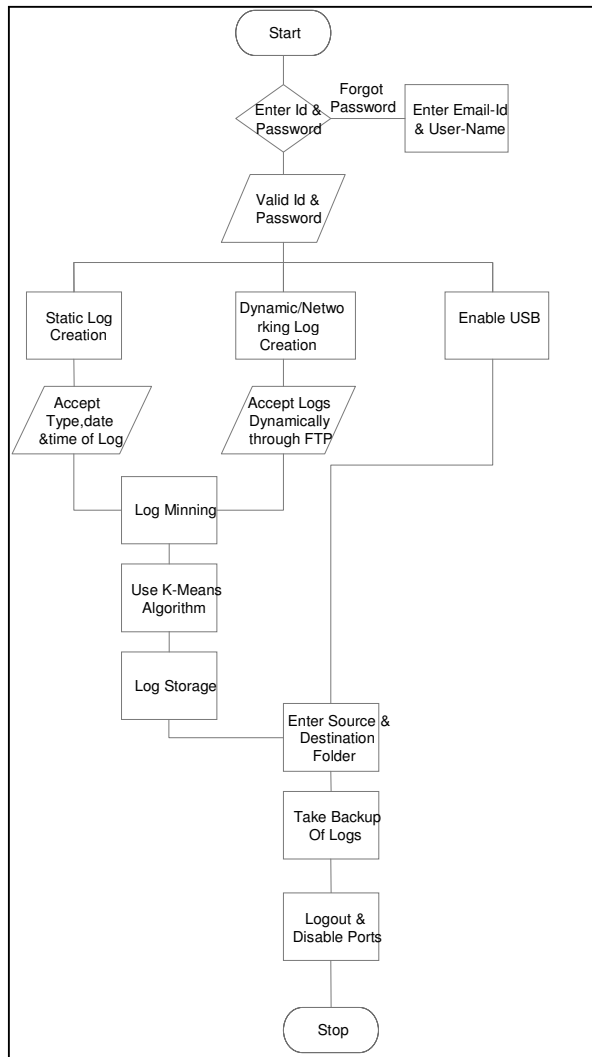 Start
Forgot
Password
Enter Id &
Password
Enter Email-Id
& User-Name
Valid Id &
Password
Static Log
Creation
Dynamic/Netwo
rking Log
Creation
Enable USB
Accept
Type,date
&time of Log
Accept Logs
Dynamically
through FTP
Log Minning
Use K-Means
Algorithm
Log Storage
Enter Source &
Destination
Folder
Take Backup
Of Logs
Logout &
Disable Ports
Stop